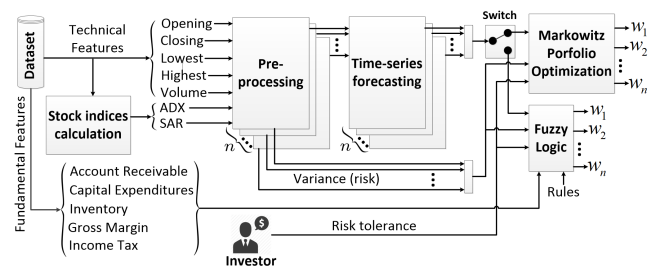 Dataset
Technical
Features
Opening
Closing
Lowest
Highest
Volume
ADX
SAR
Stock indices
calculation
Pre-
processing
n
Time-series
forecasting
n
Switch
Markowitz
Porfolio
Optimization
w1
w2
wn
Fuzzy
Logic
w1
w2
wn
Rules
Variance (risk)
Fundamental Features
Account Receivable
Capital Expenditures
Inventory
Gross Margin
Income Tax
$
Investor
Risk tolerance